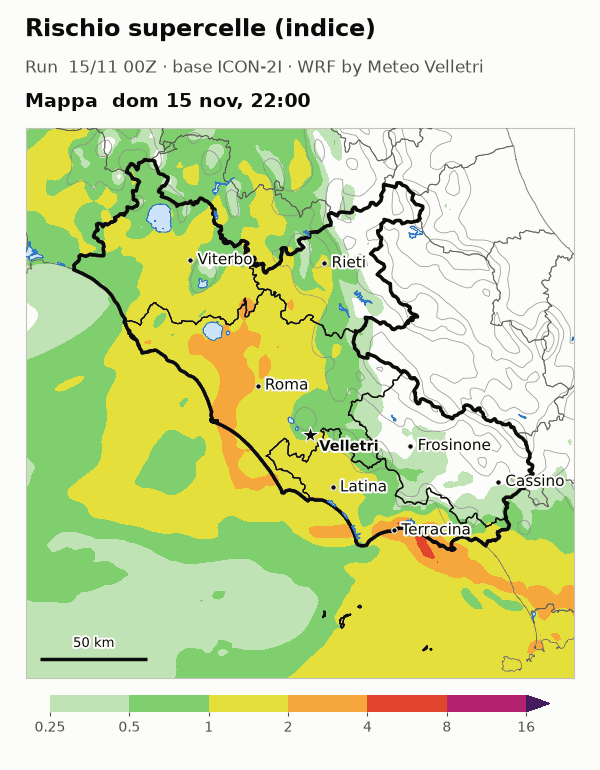 Rischio supercelle (indice)
Run  15/11 00Z · base ICON-2I · WRF by Meteo Velletri
Mappa  dom 15 nov, 22:00
Viterbo
Rieti
Roma
Velletri
Frosinone
Cassino
Latina
Terracina
50 km
0.25 0.5 1 2 4 8 16